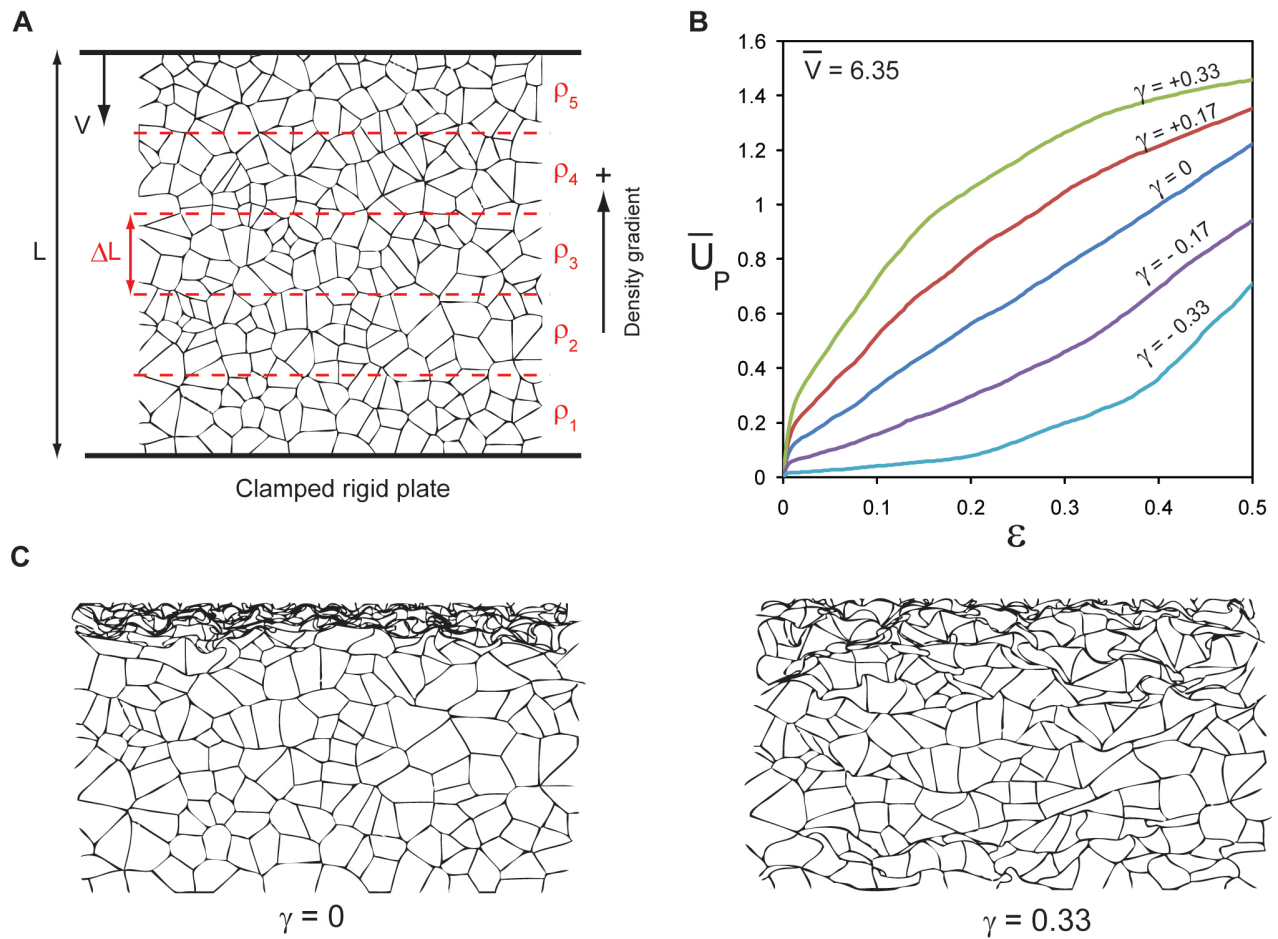 A
V
L
ΔL
ρ5
ρ4
ρ3
ρ2
ρ1
+
Density gradient
Clamped rigid plate
B
V̅ = 6.35
U̅P
1.6
1.4
1.2
1
0.8
0.6
0.4
0.2
0
γ = +0.33
γ = +0.17
γ = 0
γ = - 0.17
γ = - 0.33
0 0.1 0.2 0.3 0.4 0.5
ε
C
γ = 0
γ = 0.33